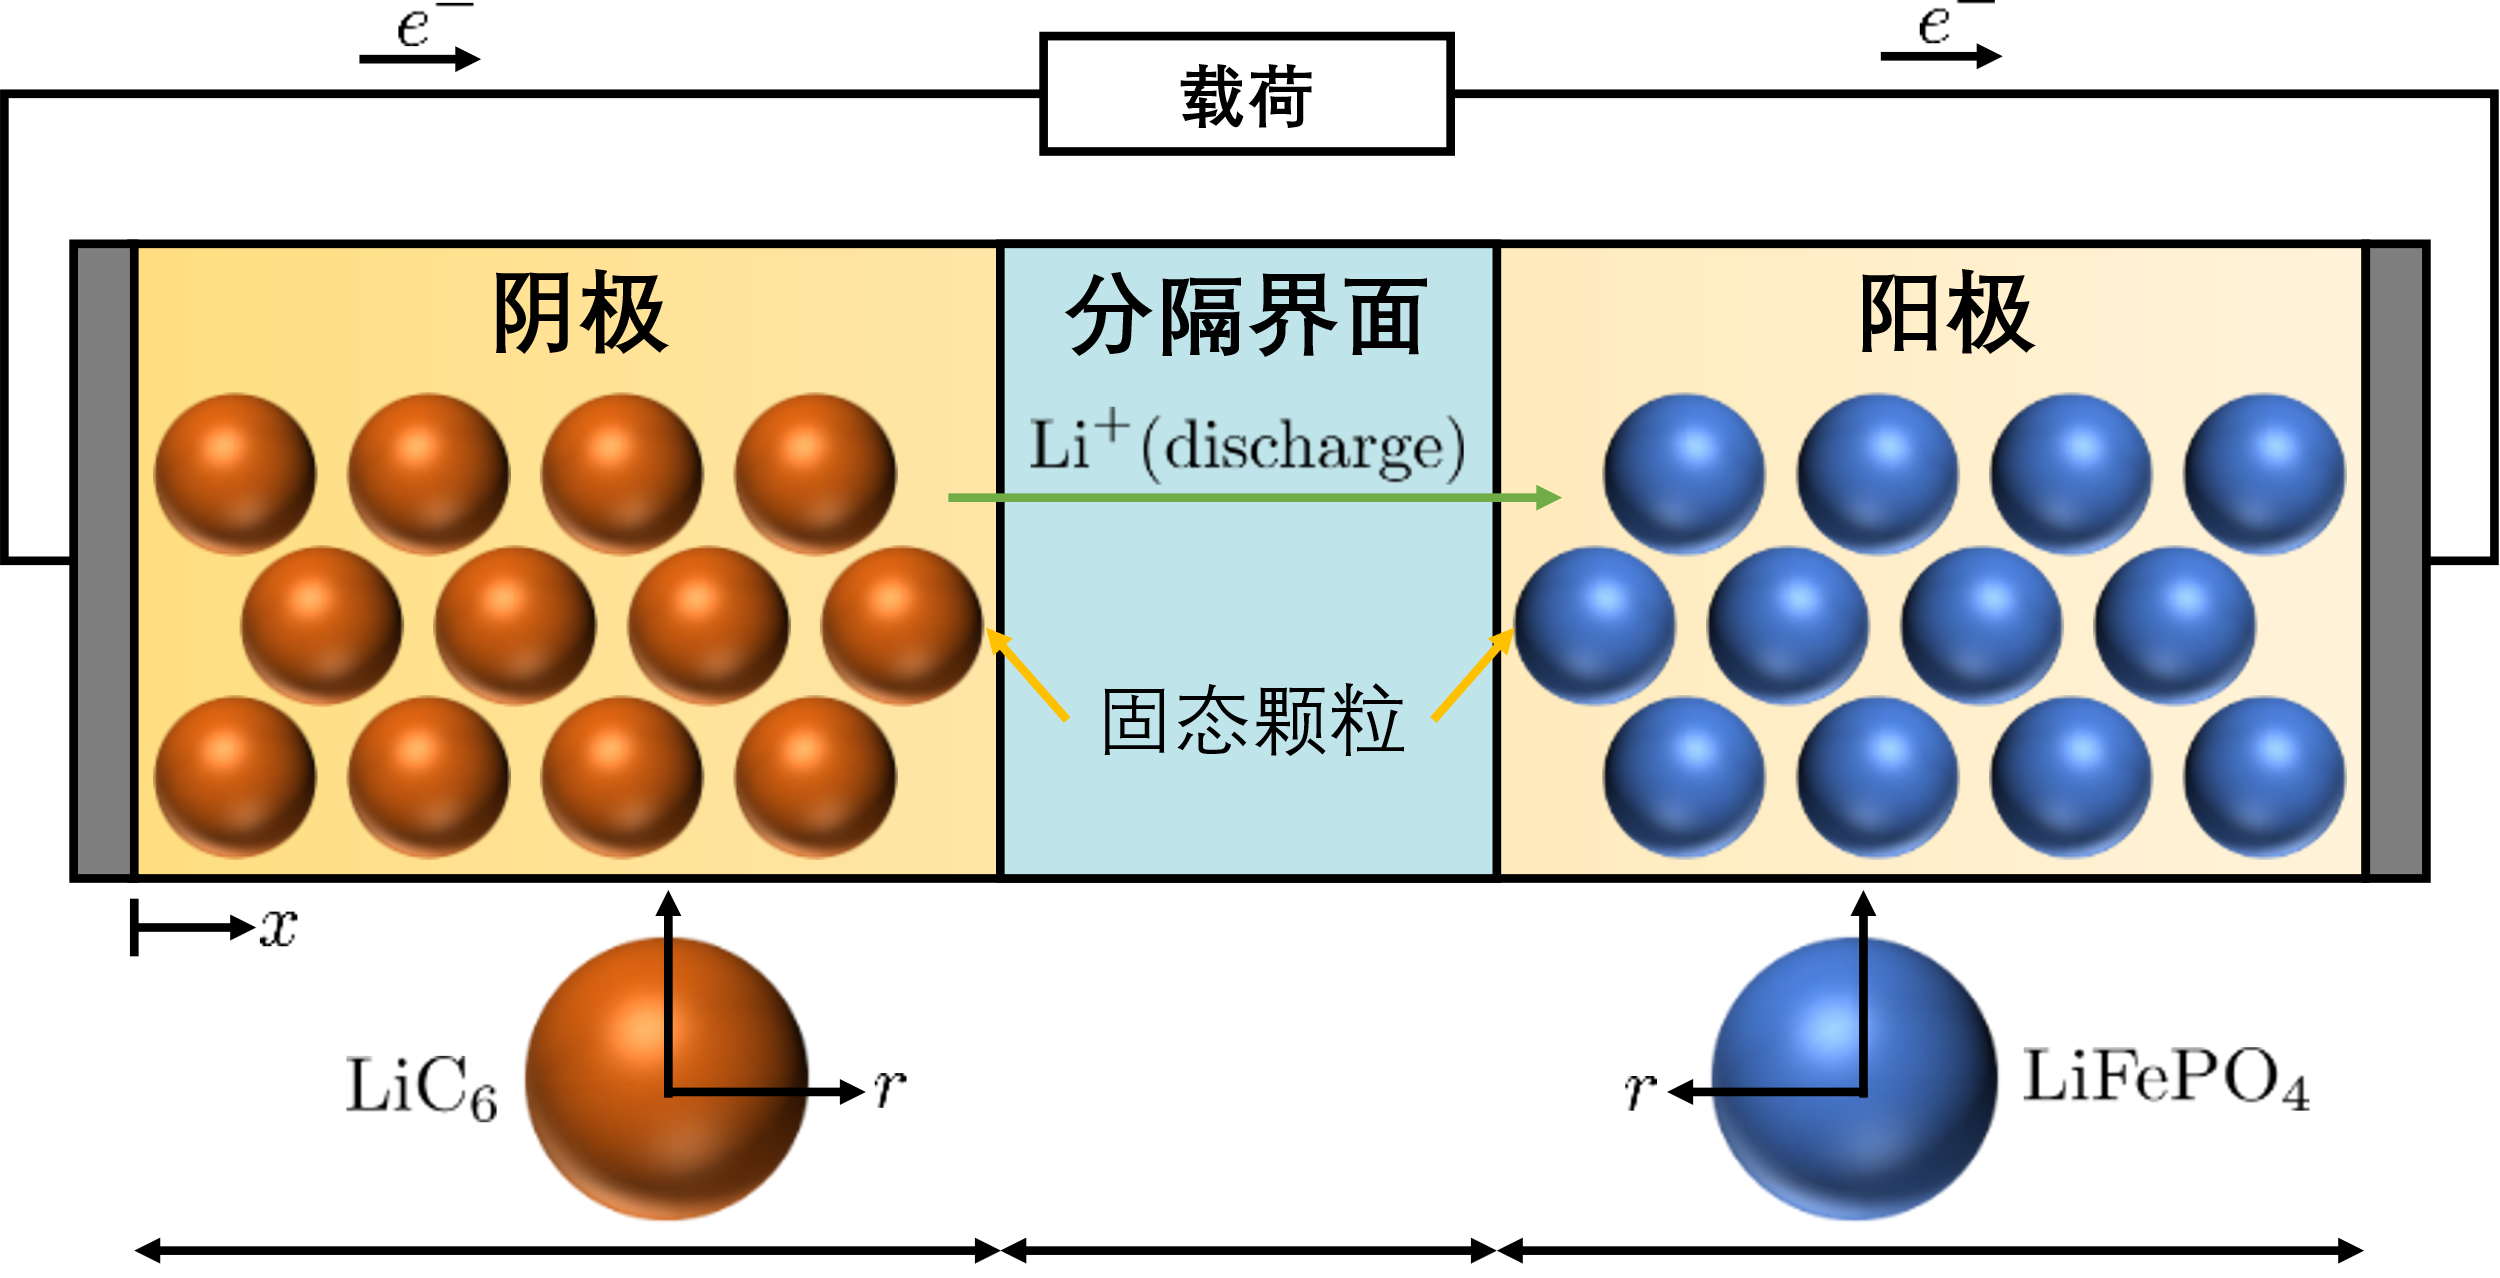 e⁻
e⁻
载荷
阴极
分隔界面
阳极
Li⁺(discharge)
固态颗粒
x
LiC₆
r
r
LiFePO₄